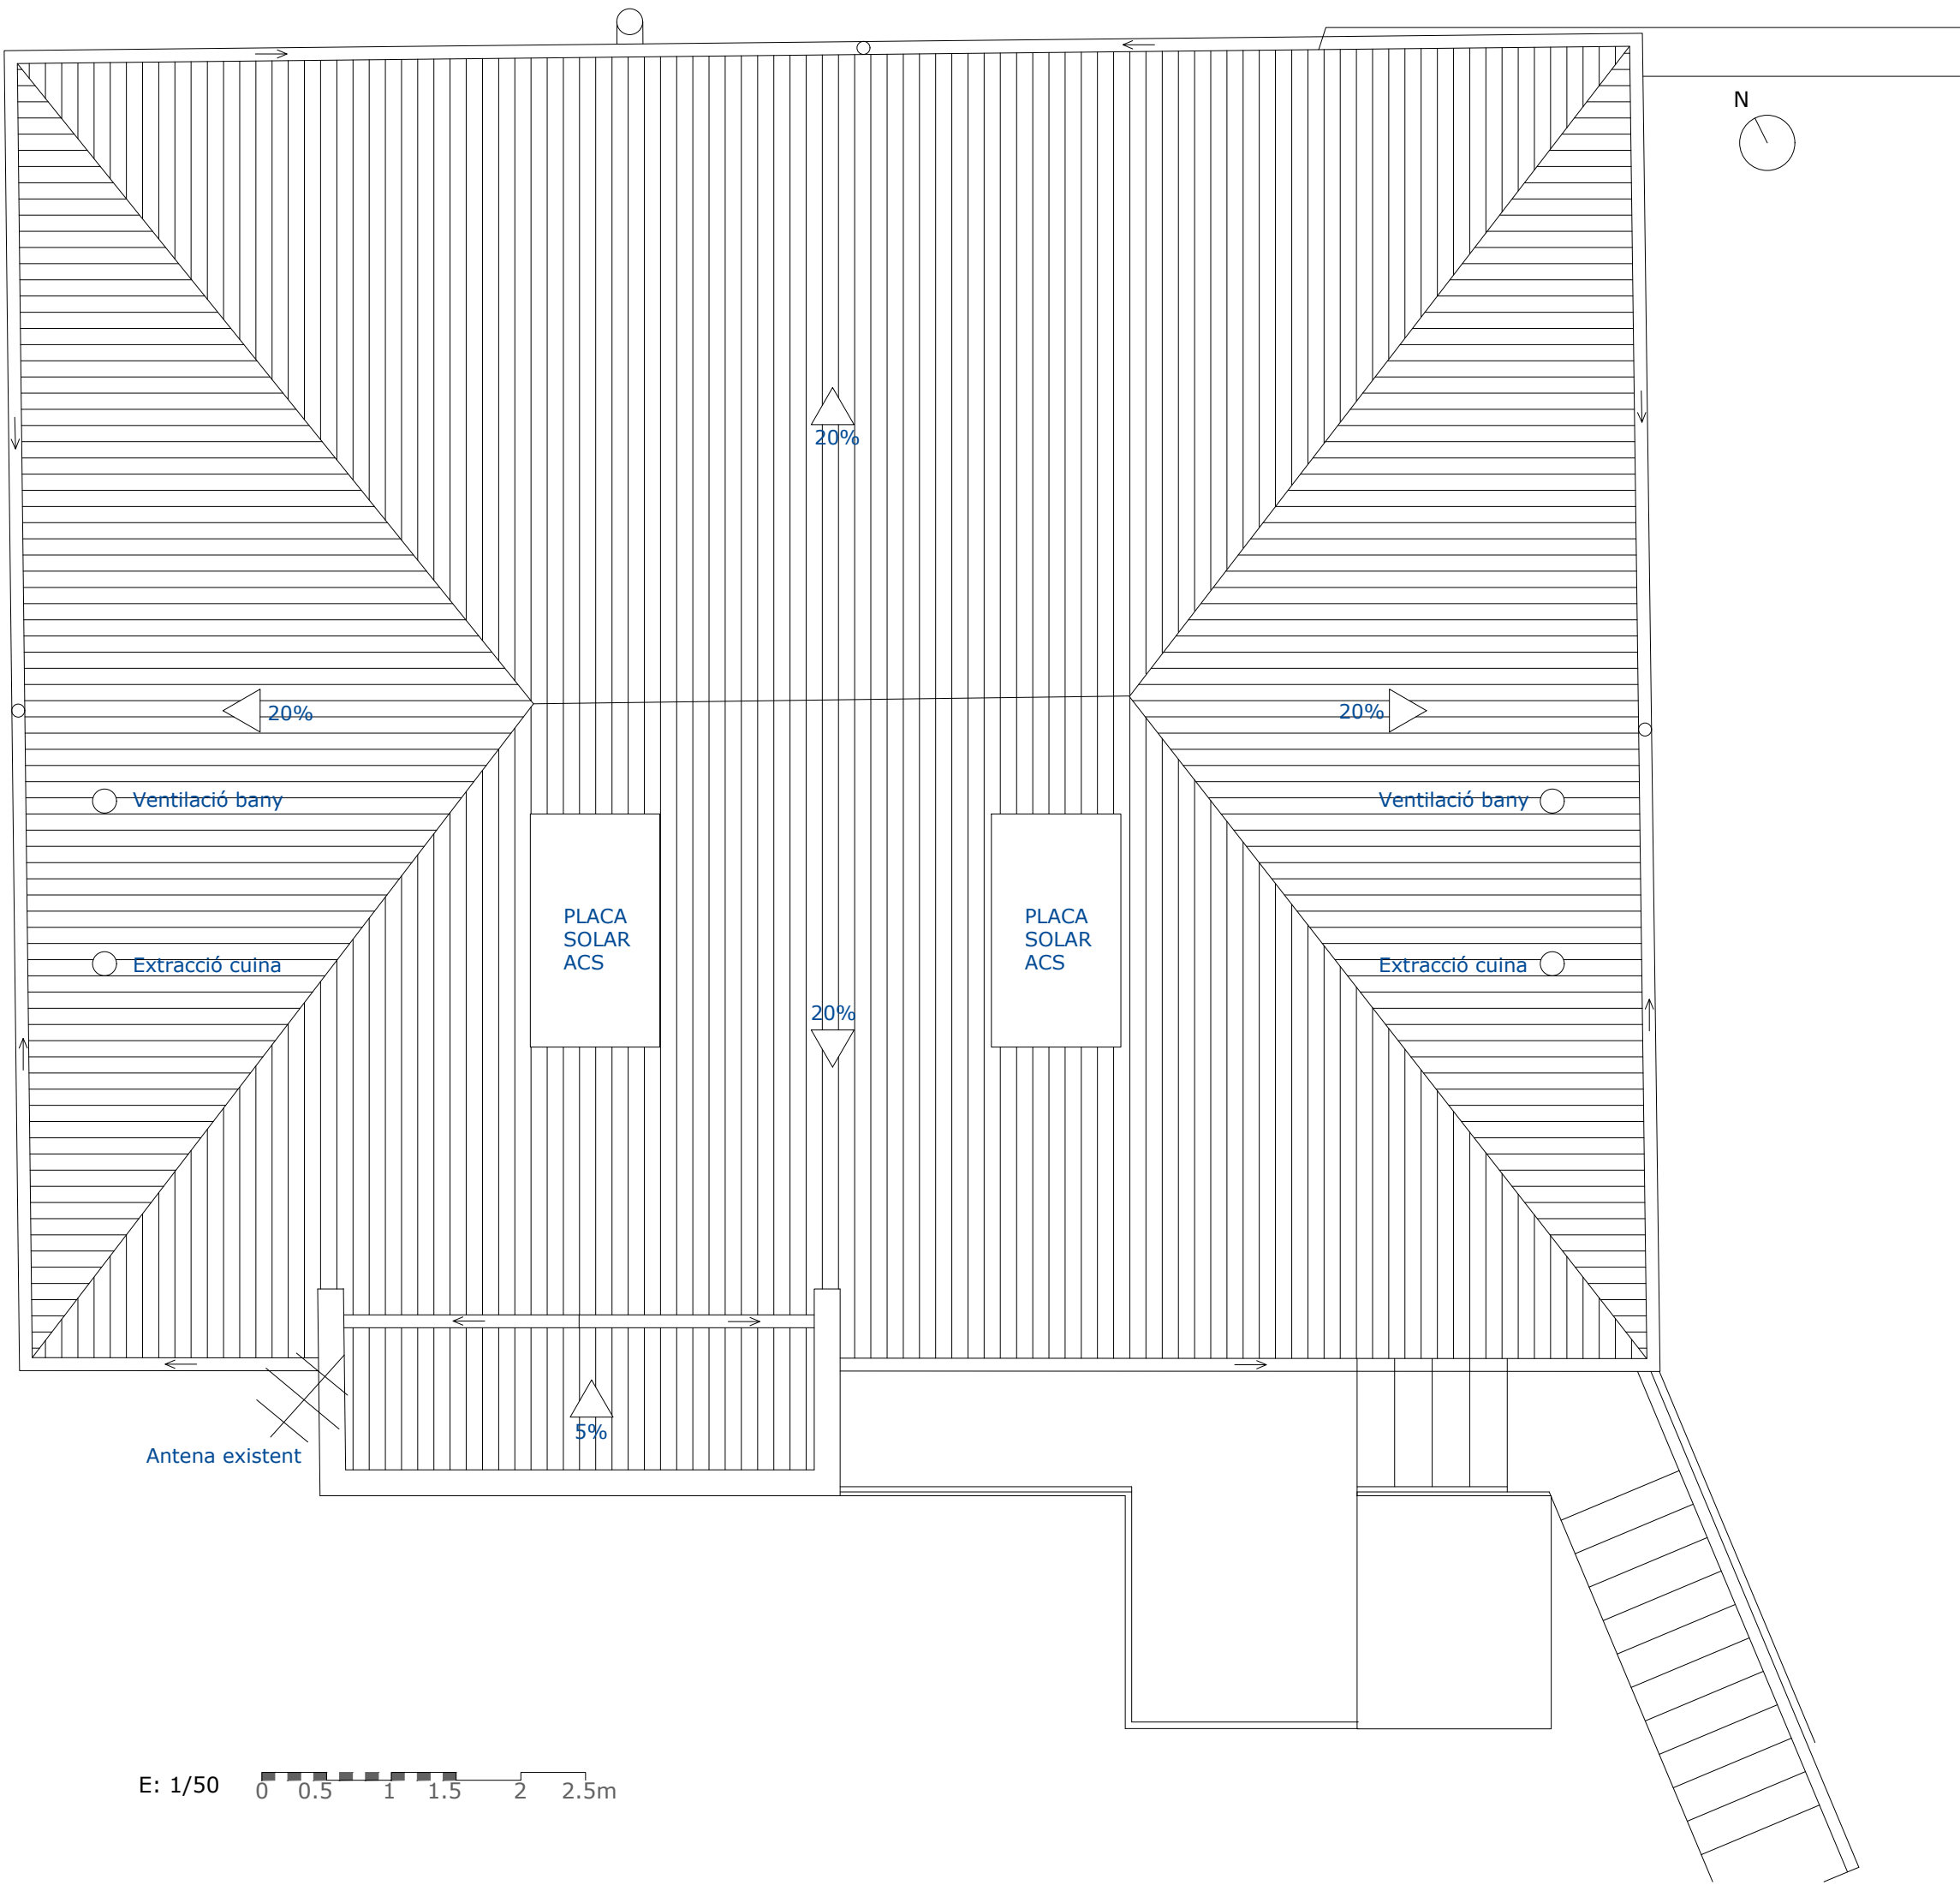 N
20%
20%
20%
Ventilació bany
Ventilació bany
PLACA
SOLAR
ACS
PLACA
SOLAR
ACS
Extracció cuina
Extracció cuina
20%
5%
Antena existent
E: 1/50
0 0.5 1 1.5 2 2.5m